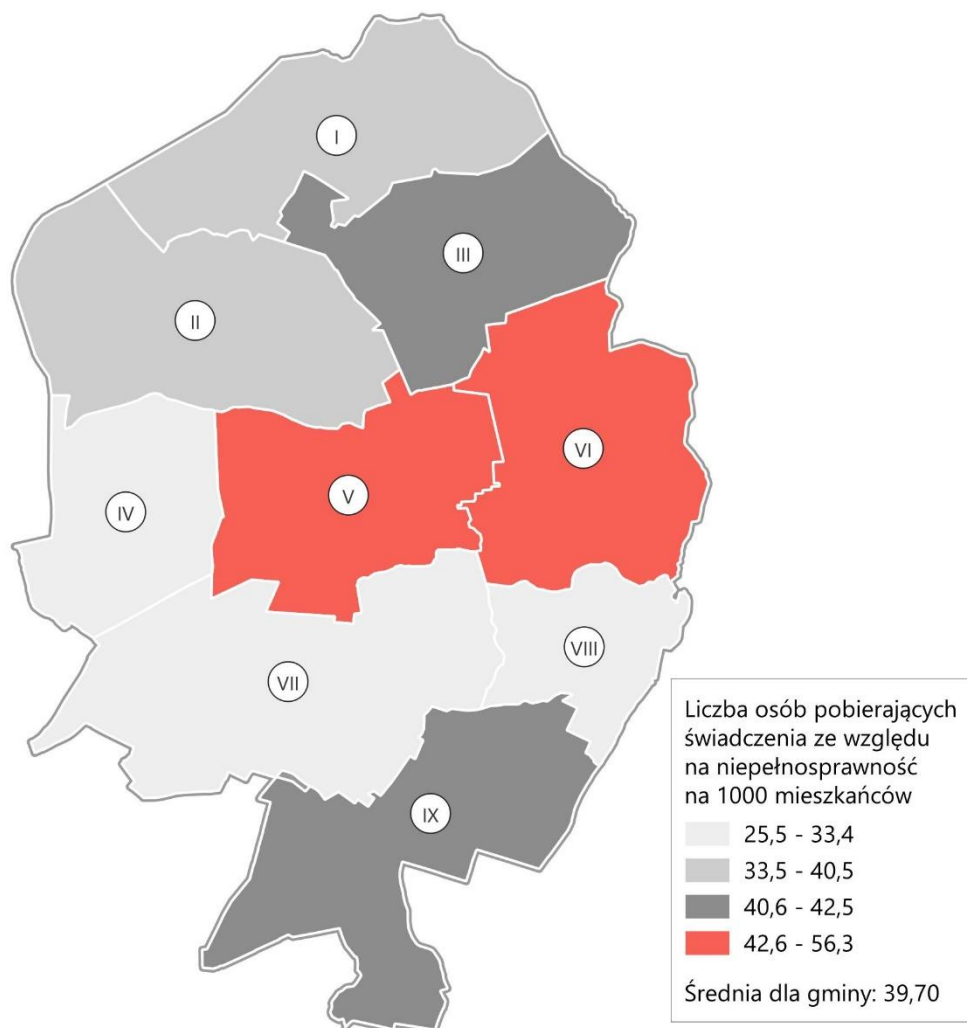 I
III
II
VI
V
IV
VIII
VII
IX
Liczba osób pobierających
świadczenia ze względu
na niepełnosprawność
na 1000 mieszkańców
25,5 - 33,4
33,5 - 40,5
40,6 - 42,5
42,6 - 56,3
Średnia dla gminy: 39,70